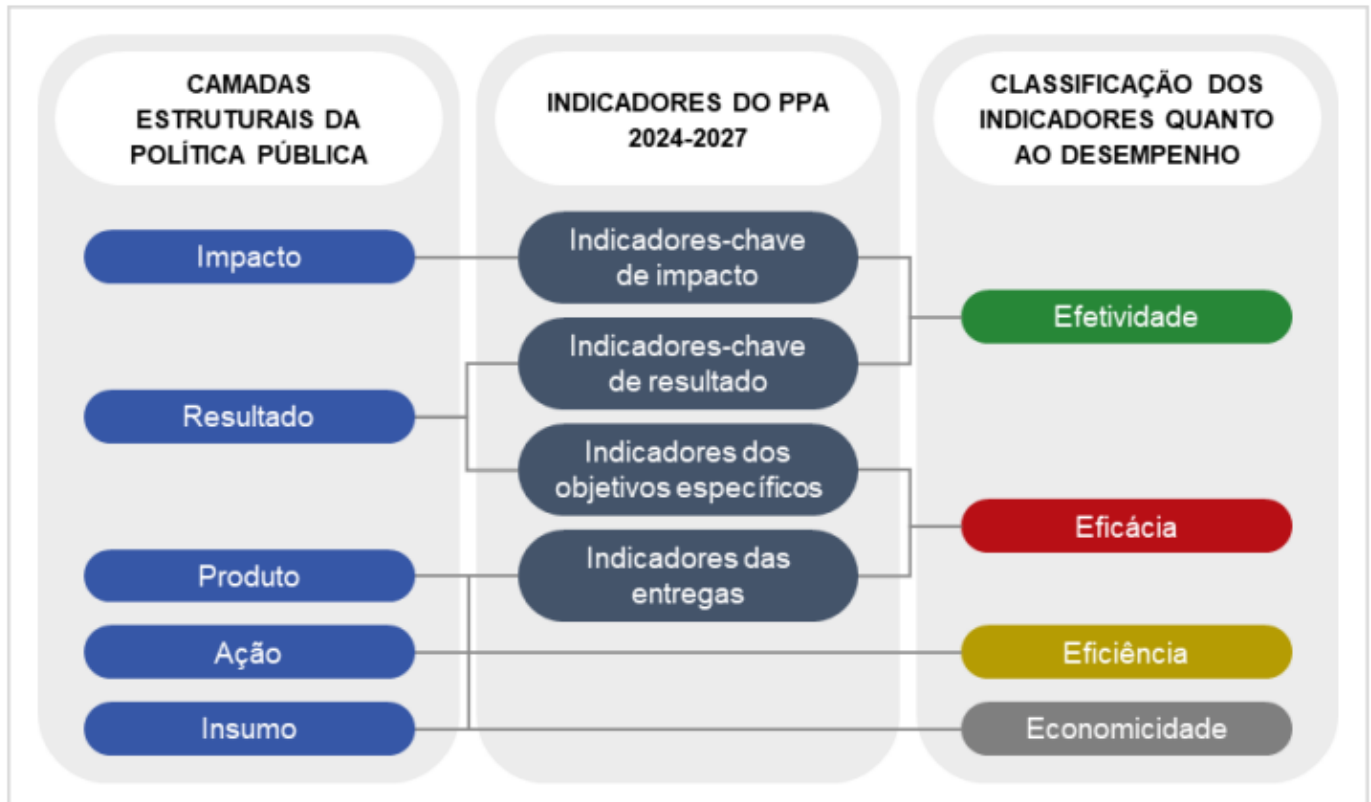 CAMADAS
ESTRUTURAIS DA
POLÍTICA PÚBLICA
INDICADORES DO PPA
2024-2027
CLASSIFICAÇÃO DOS
INDICADORES QUANTO
AO DESEMPENHO
Impacto
Resultado
Produto
Ação
Insumo
Indicadores-chave
de impacto
Indicadores-chave
de resultado
Indicadores dos
objetivos específicos
Indicadores das
entregas
Efetividade
Eficácia
Eficiência
Economicidade